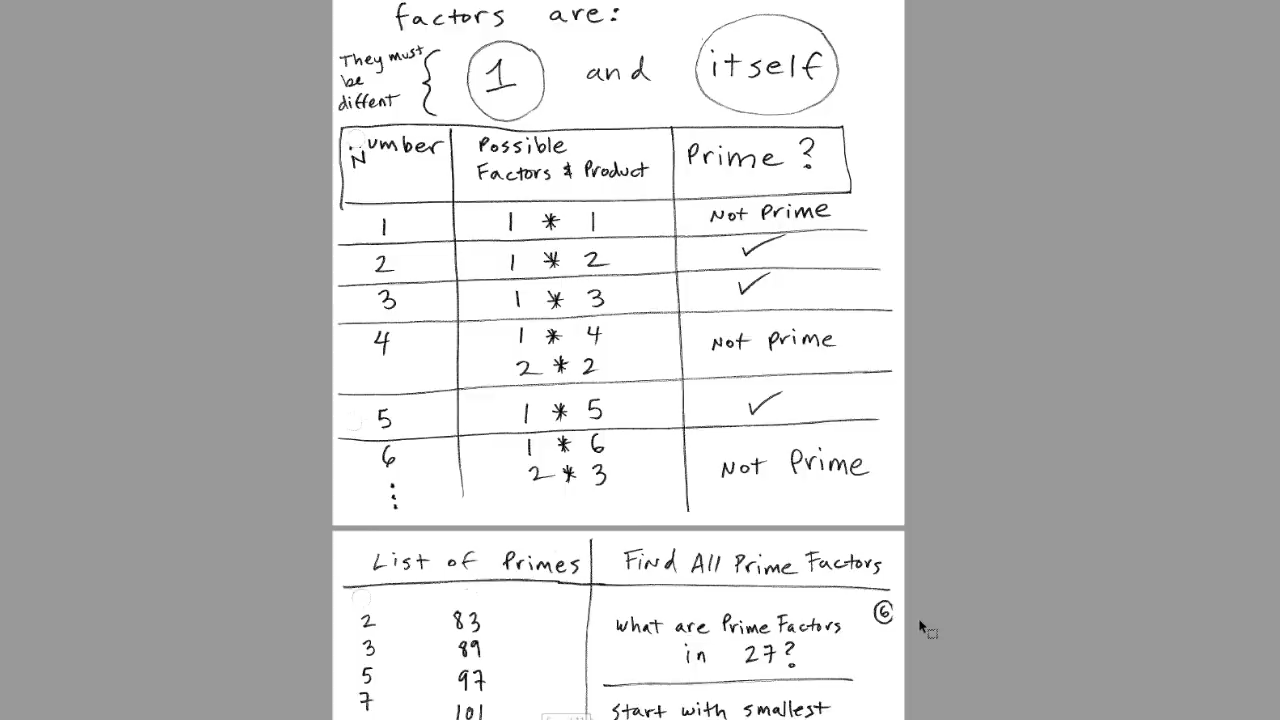 factors are:
They must
be
diffent
1 and itself
Number Possible Factors & Product Prime?
1 1 * 1 Not Prime
2 1 * 2 ✓
3 1 * 3 ✓
4 1 * 4 Not Prime
2 * 2
5 1 * 5 ✓
6 1 * 6 Not Prime
2 * 3
⋮
List of Primes Find All Prime Factors
6
2 83 What are Prime Factors
3 89 in 27?
5 97
7 101 start with smallest